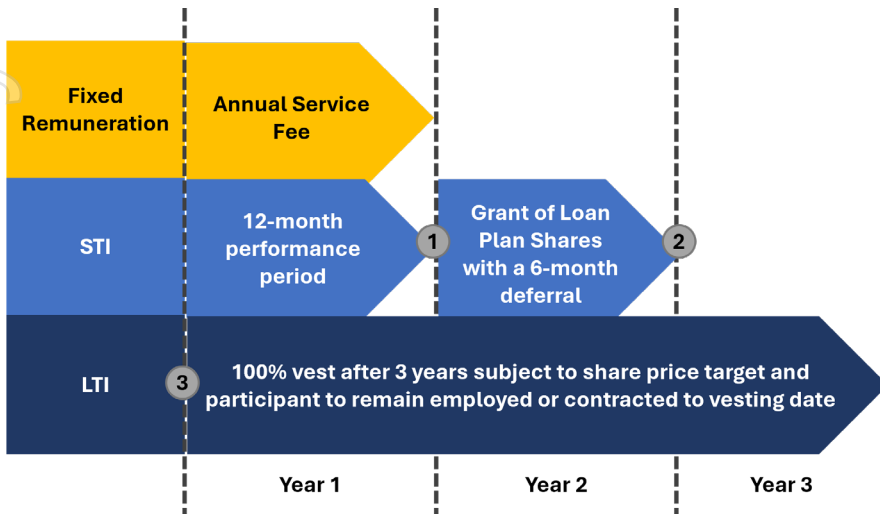 Fixed
Remuneration
Annual Service
Fee
STI
12-month
performance
period
1
Grant of Loan
Plan Shares
with a 6-month
deferral
2
LTI
3
100% vest after 3 years subject to share price target and
participant to remain employed or contracted to vesting date
Year 1
Year 2
Year 3